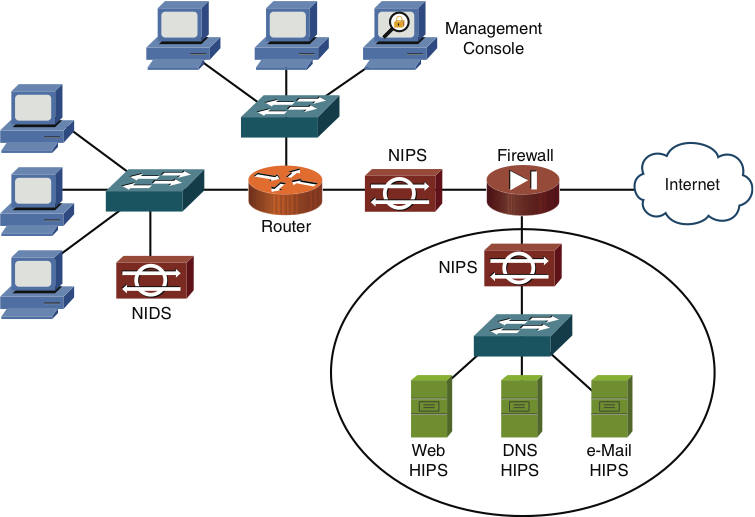 Management
Console
NIPS
Firewall
Internet
Router
NIDS
NIPS
Web
HIPS
DNS
HIPS
e-Mail
HIPS